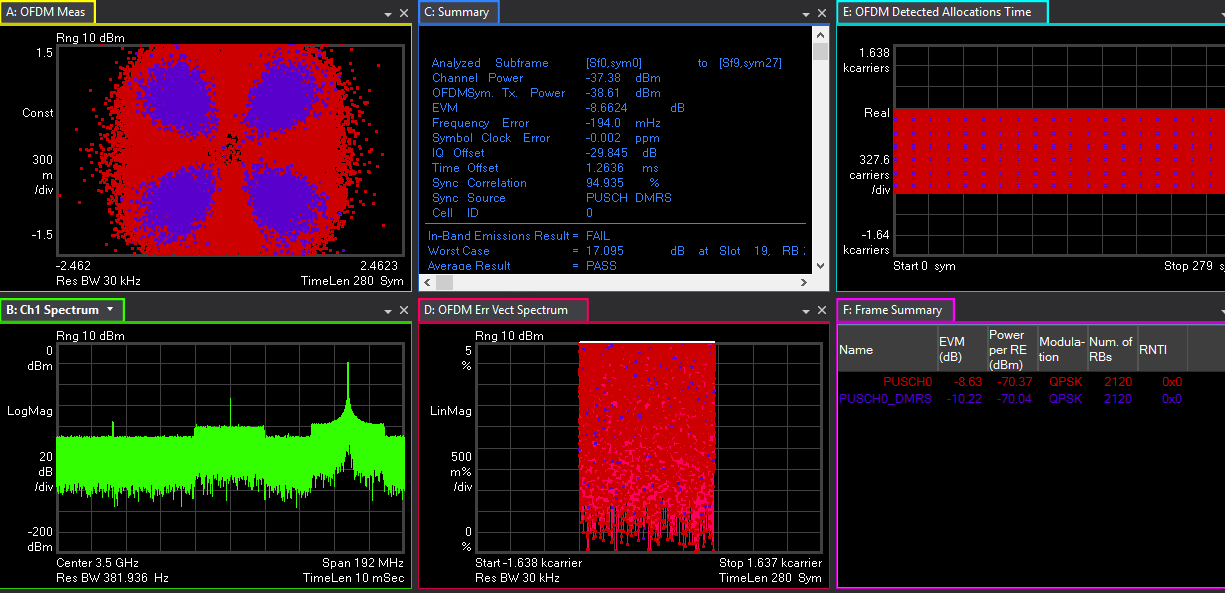 A: OFDM Meas
Rng 10 dBm
1.5
Const
300
m
/div
-1.5
-2.462
2.4623
Res BW 30 kHz
TimeLen 280 Sym
C: Summary
Analyzed Subframe [Sf0,sym0] to [Sf9,sym27]
Channel Power -37.38 dBm
OFDMSym. Tx. Power -38.61 dBm
EVM -8.6624 dB
Frequency Error -194.0 mHz
Symbol Clock Error -0.002 ppm
IQ Offset -29.845 dB
Time Offset 1.2636 ms
Sync Correlation 94.935 %
Sync Source PUSCH DMRS
Cell ID 0
In-Band Emissions Result = FAIL
Worst Case = 17.095 dB at Slot 19, RB
Average Result = PASS
E: OFDM Detected Allocations Time
1.638
kcarriers
Real
327.6
carriers
/div
-1.64
kcarriers
Start 0 sym
Stop 279 s
B: Ch1 Spectrum
Rng 10 dBm
0
dBm
LogMag
20
dB
/div
-200
dBm
Center 3.5 GHz
Span 192 MHz
Res BW 381.936 Hz
TimeLen 10 mSec
D: OFDM Err Vect Spectrum
Rng 10 dBm
5
%
LinMag
500
m%
/div
0
%
Start -1.638 kcarrier
Stop 1.637 kcarrier
Res BW 30 kHz
TimeLen 280 Sym
F: Frame Summary
Name EVM (dB) Power per RE (dBm) Modula-tion Num. of RBs RNTI
PUSCH0 -8.63 -70.37 QPSK 2120 0x0
PUSCH0_DMRS -10.22 -70.04 QPSK 2120 0x0